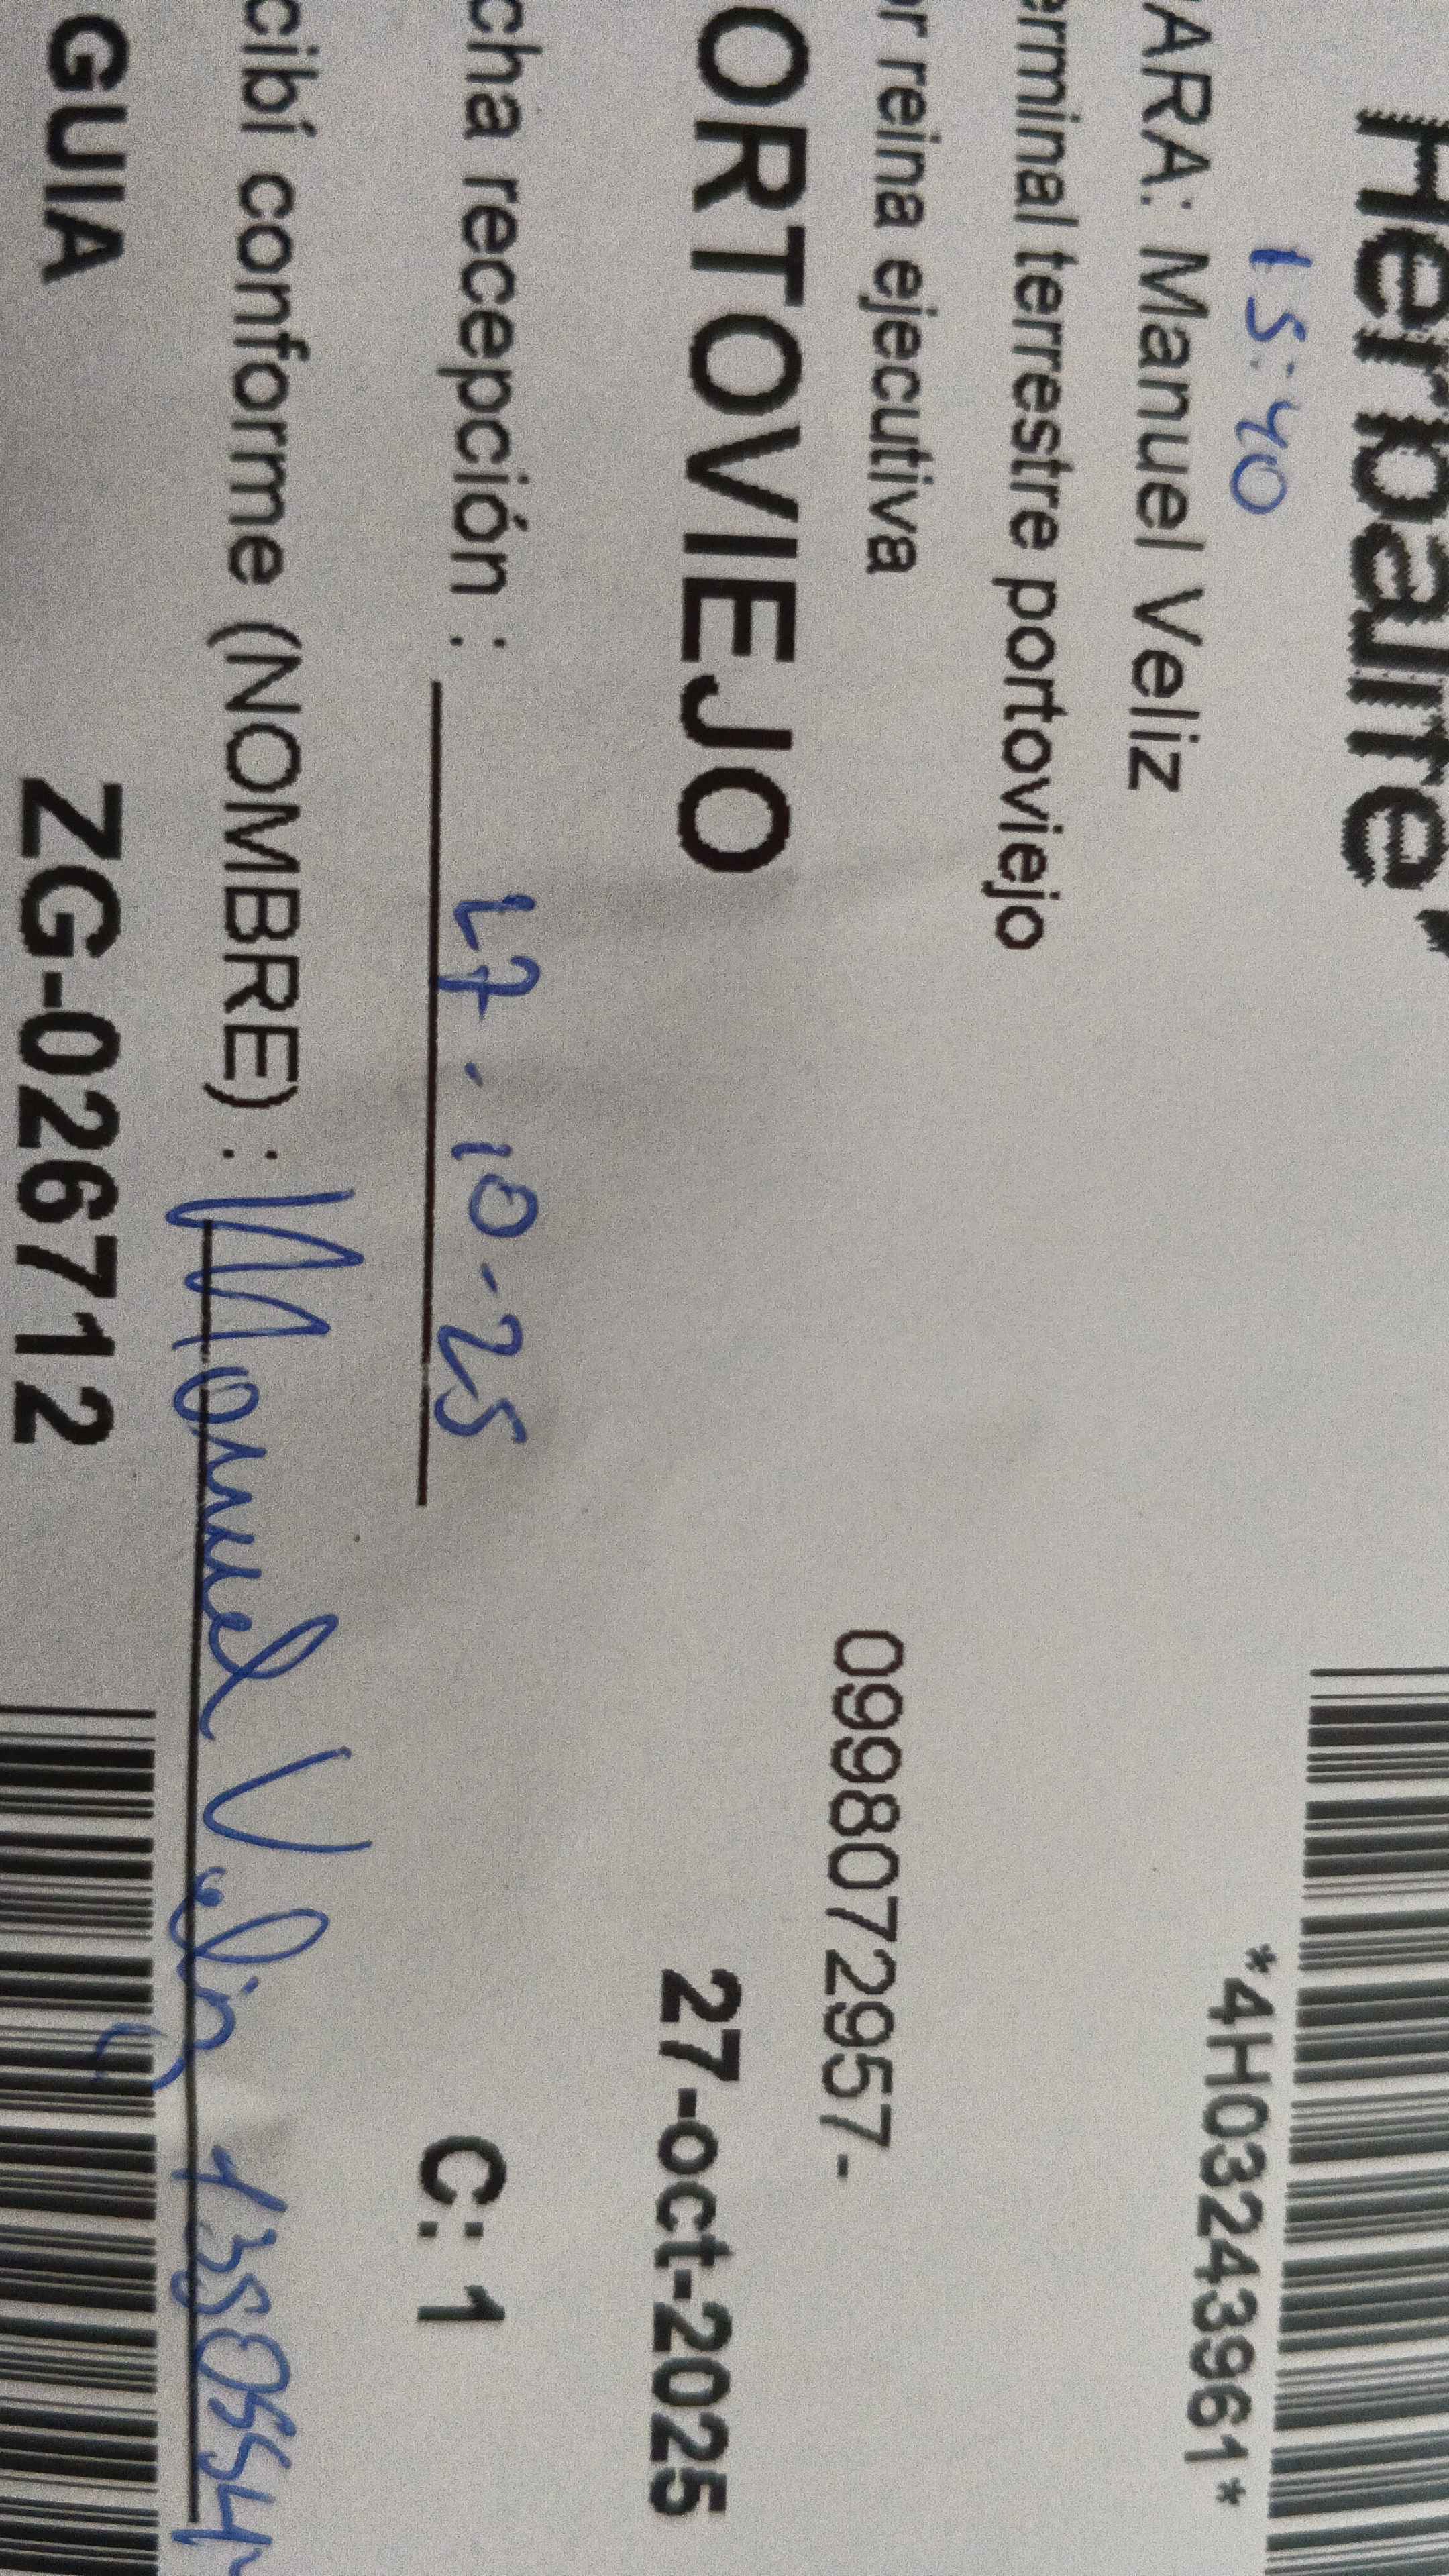 Herbalife
15:40
ARA: Manuel Veliz
*4H03243961*
erminal terrestre portoviejo
r reina ejecutiva
0998072957-
ORTOVIEJO
27-oct-2025
cha recepción : 27-10-25
C: 1
cibí conforme (NOMBRE) : Manuel Veliz 1350554
GUIA ZG-026712